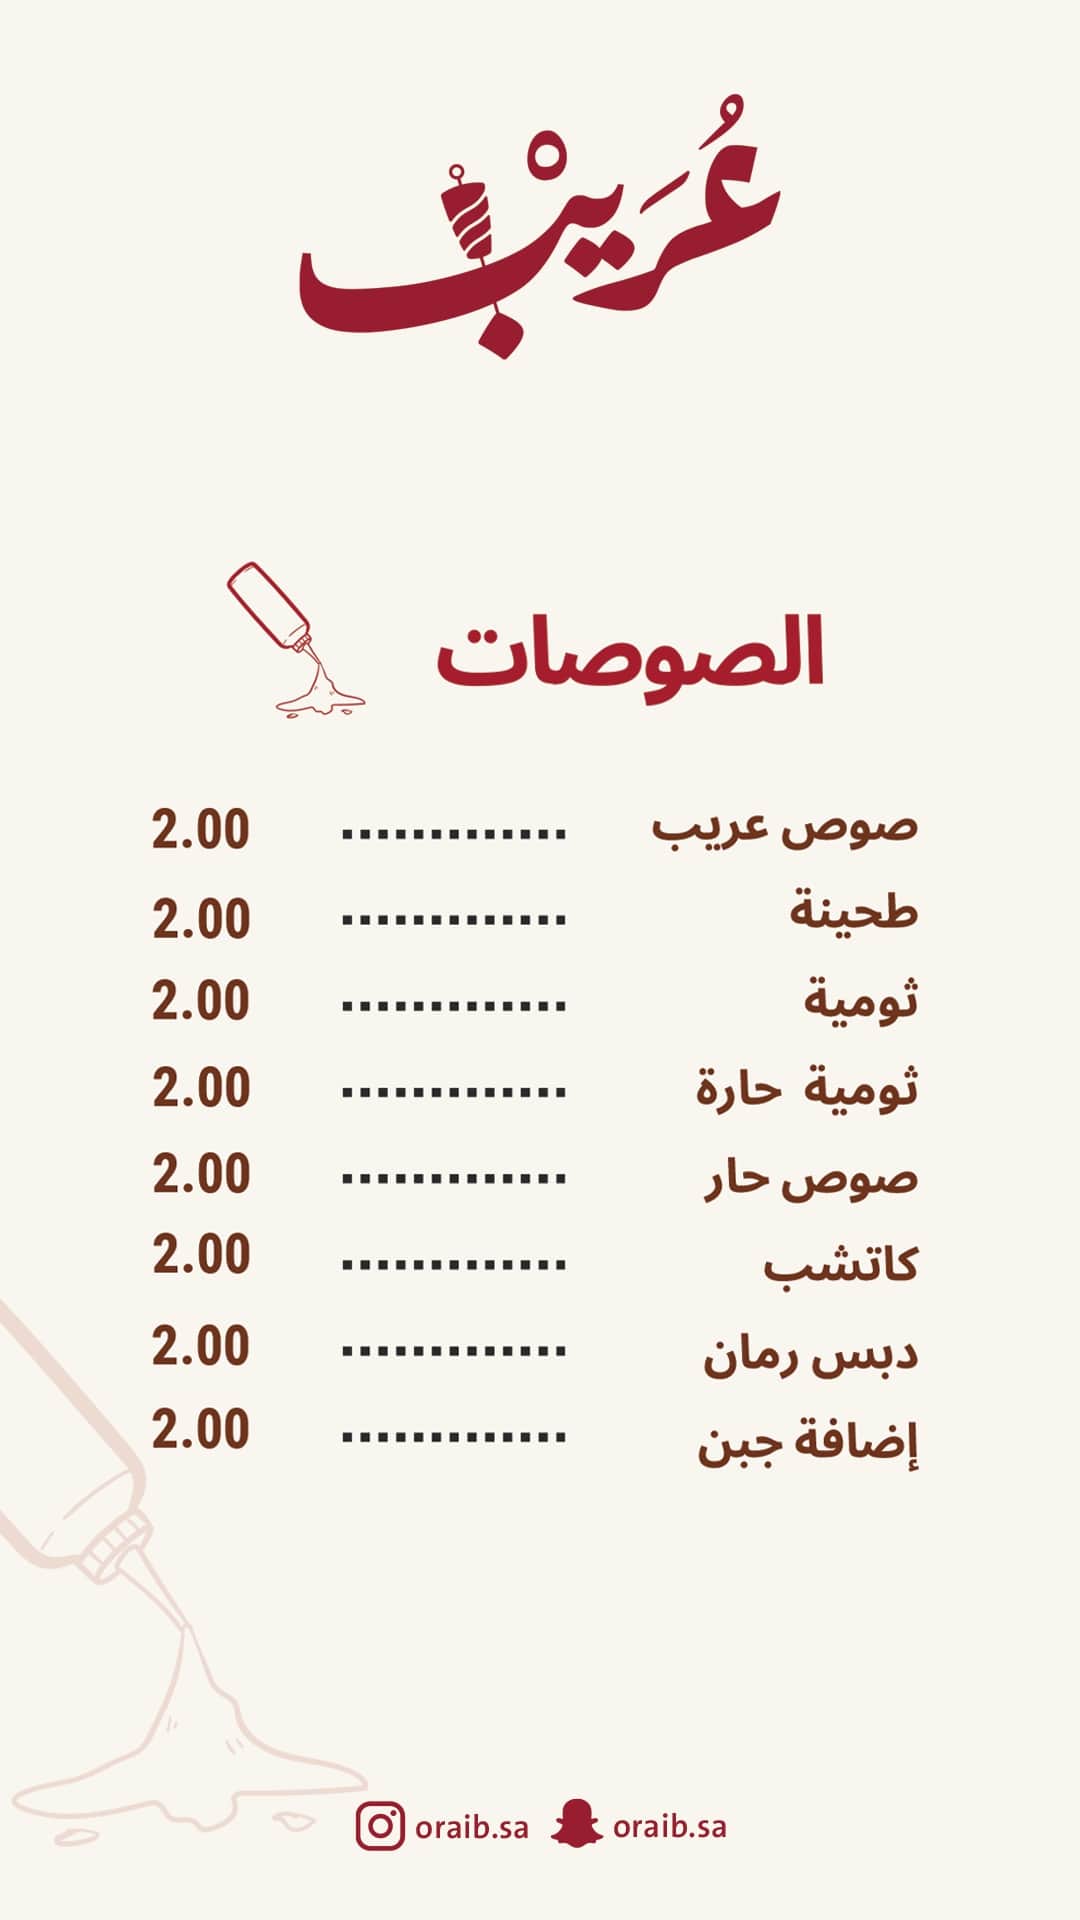 عُرَيبْ
الصوصات
صوص عريب ............. 2.00
طحينة ............. 2.00
ثومية ............. 2.00
ثومية حارة ............. 2.00
صوص حار ............. 2.00
كاتشب ............. 2.00
دبس رمان ............. 2.00
إضافة جبن ............. 2.00
oraib.sa oraib.sa